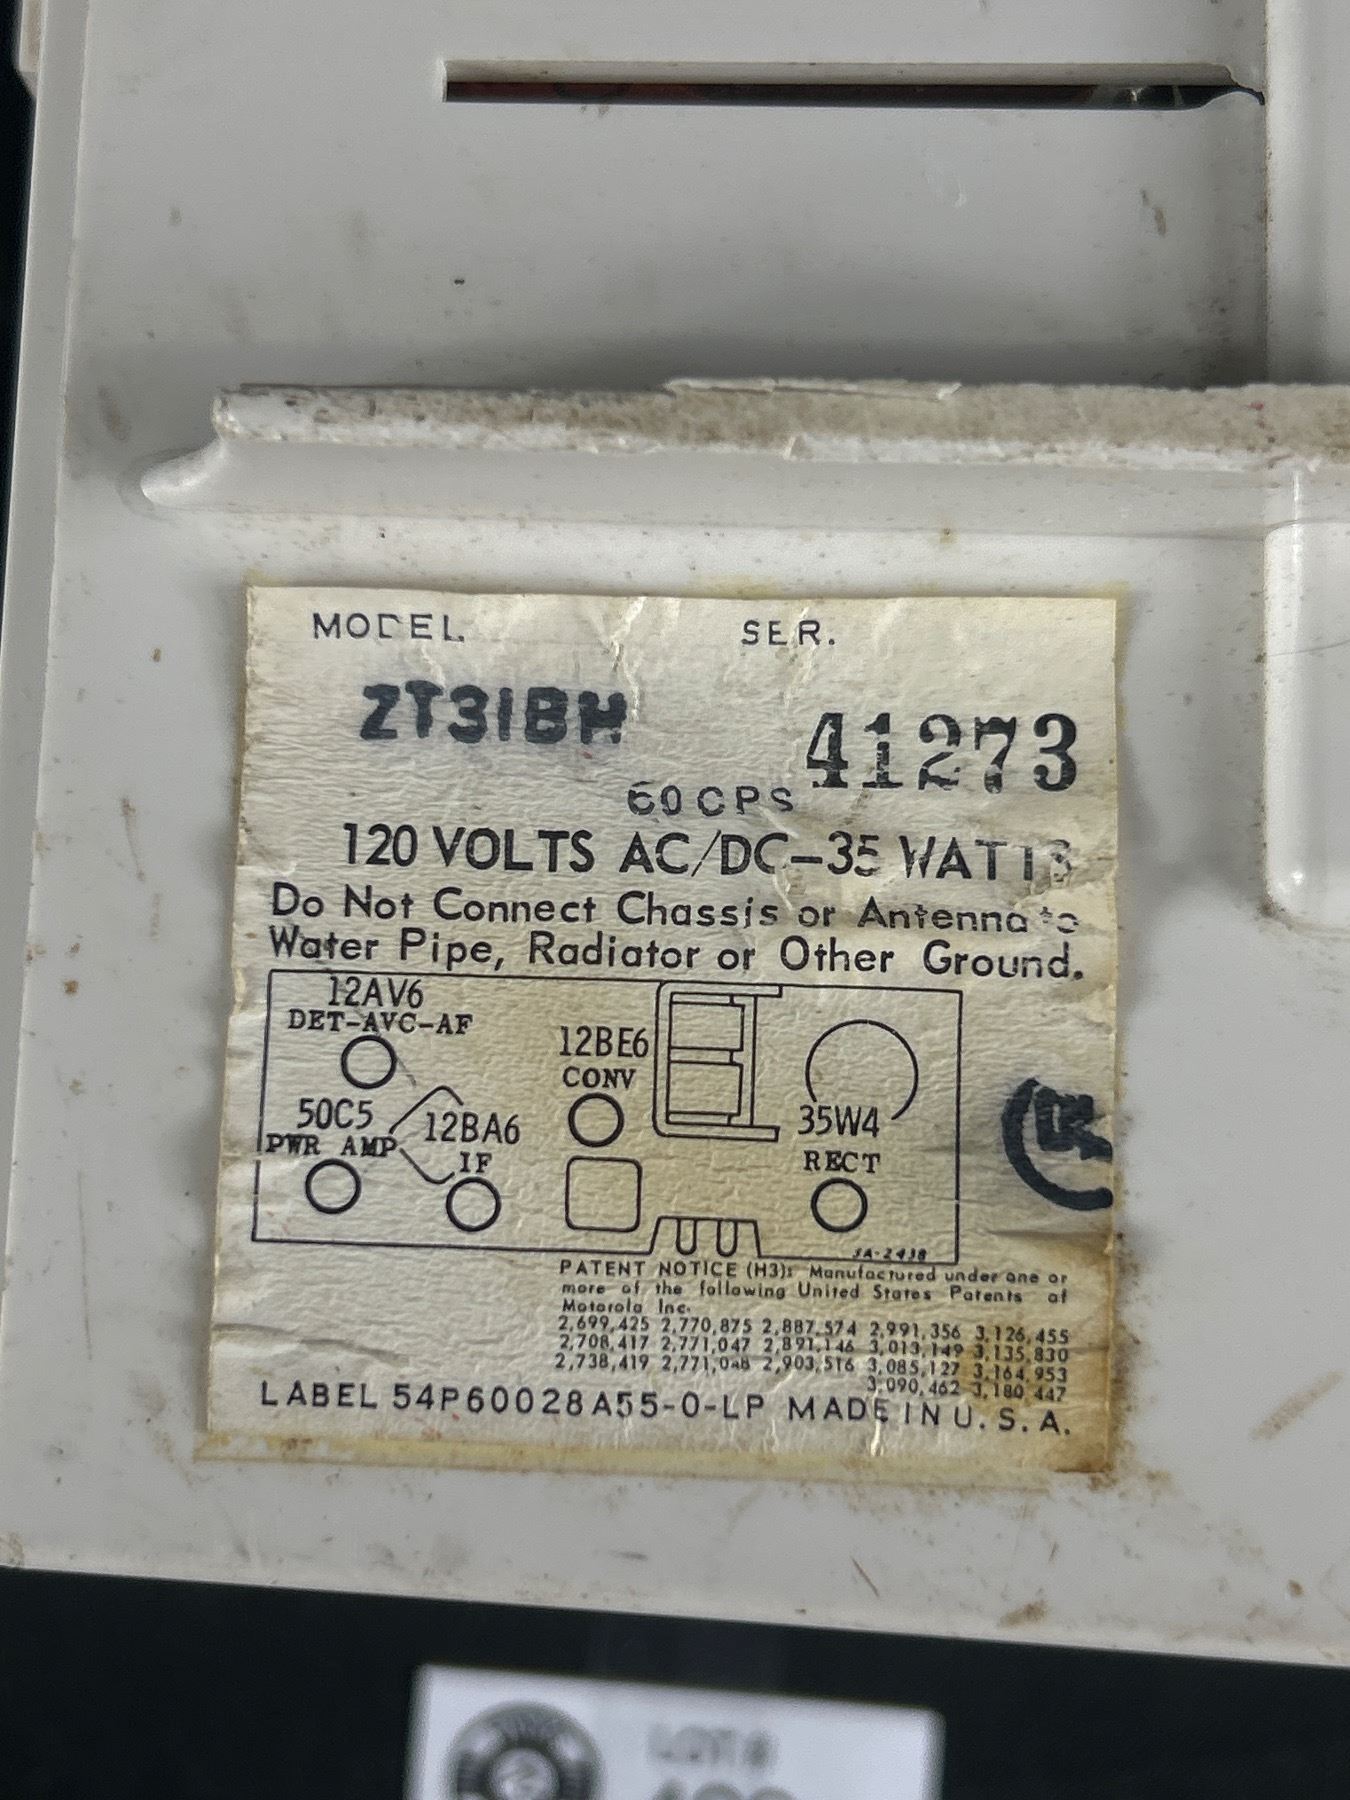 MODEL
SER.
ZT31BH
41273
60 CPS
120 VOLTS AC/DC-35 WATTS
Do Not Connect Chassis or Antenna to
Water Pipe, Radiator or Other Ground.
12AV6
DET-AVC-AF
12BE6
CONV
50C5
PWR AMP
12BA6
IF
35W4
RECT
SA-2438
PATENT NOTICE (H3): Manufactured under one or
more of the following United States Patents of
Motorola Inc.
2,699,425 2,770,875 2,887,574 2,991,356 3,126,455
2,708,417 2,771,047 2,891,146 3,013,149 3,135,830
2,738,419 2,771,048 2,903,516 3,085,127 3,164,953
3,090,462 3,180,447
LABEL 54P60028A55-O-LP MADE IN U.S.A.
LOT#